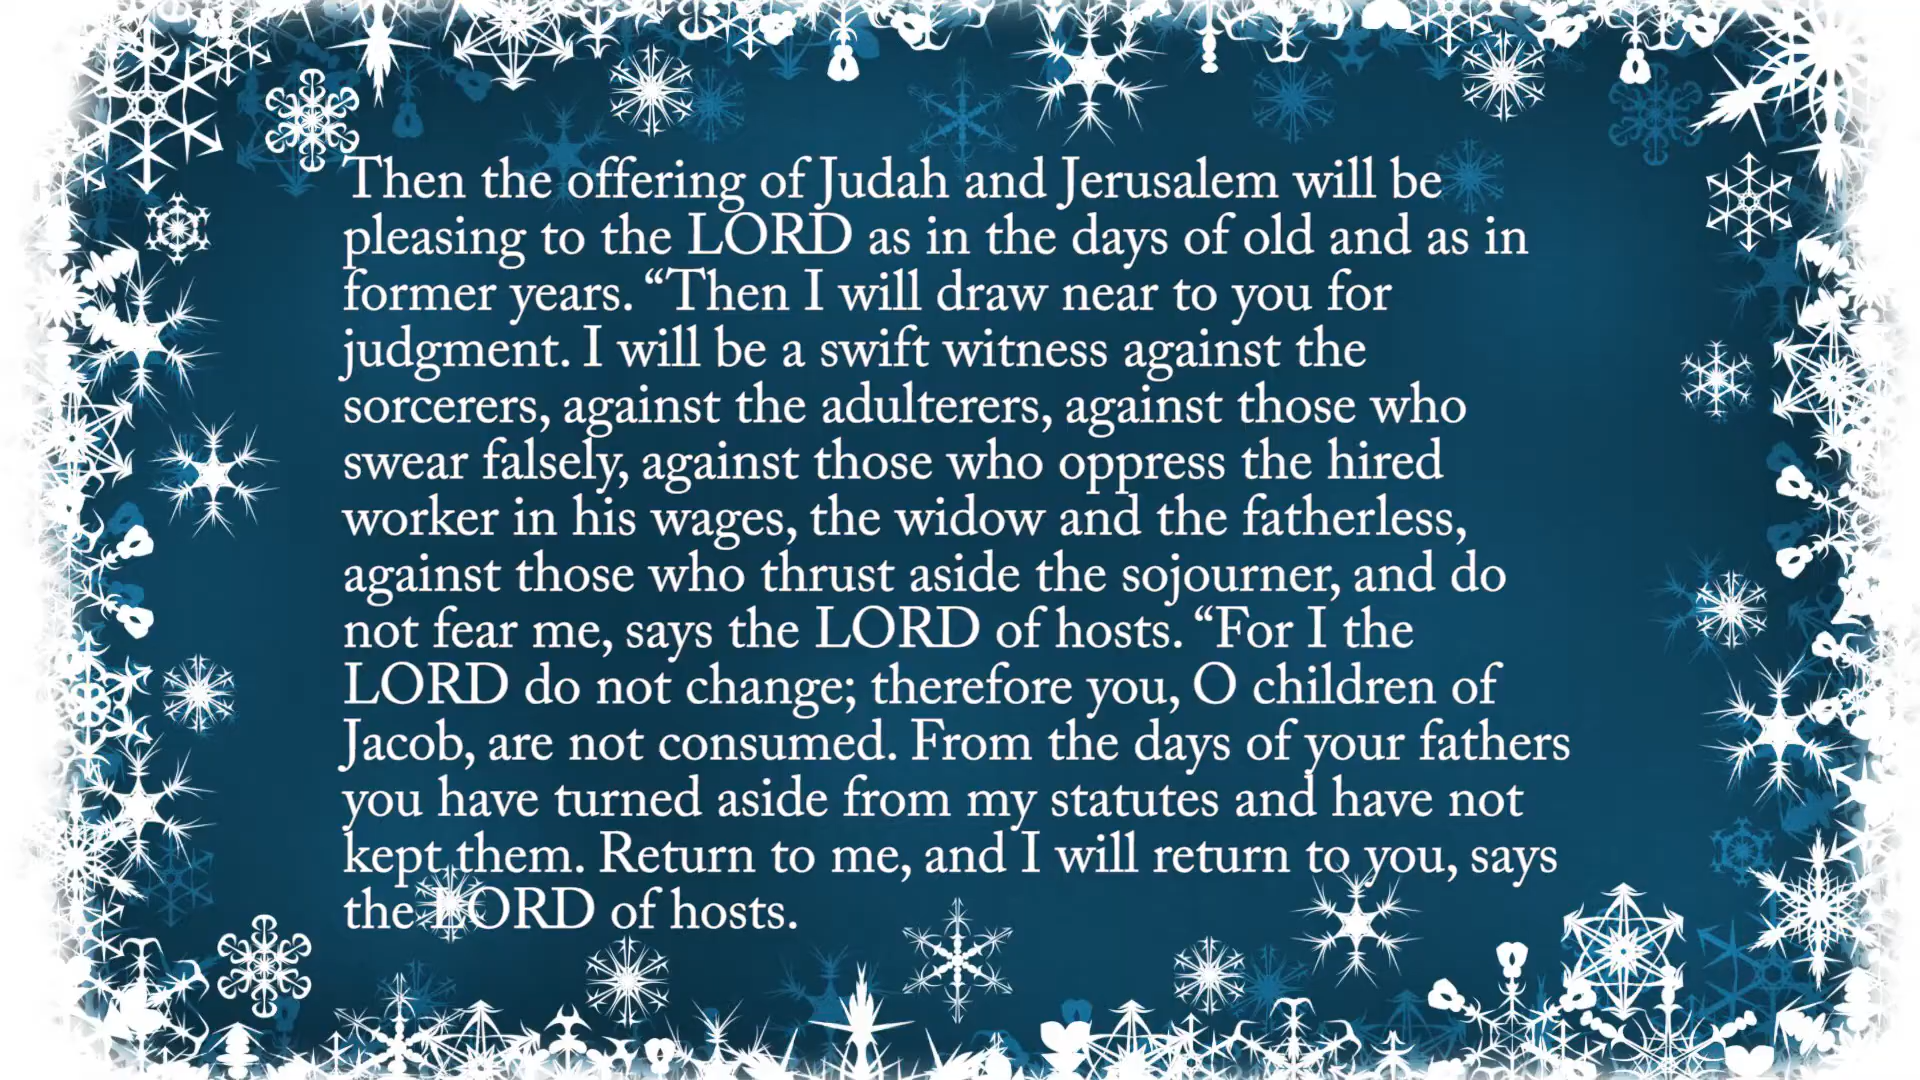 Then the offering of Judah and Jerusalem will be
pleasing to the LORD as in the days of old and as in
former years. “Then I will draw near to you for
judgment. I will be a swift witness against the
sorcerers, against the adulterers, against those who
swear falsely, against those who oppress the hired
worker in his wages, the widow and the fatherless,
against those who thrust aside the sojourner, and do
not fear me, says the LORD of hosts. “For I the
LORD do not change; therefore you, O children of
Jacob, are not consumed. From the days of your fathers
you have turned aside from my statutes and have not
kept them. Return to me, and I will return to you, says
the LORD of hosts.